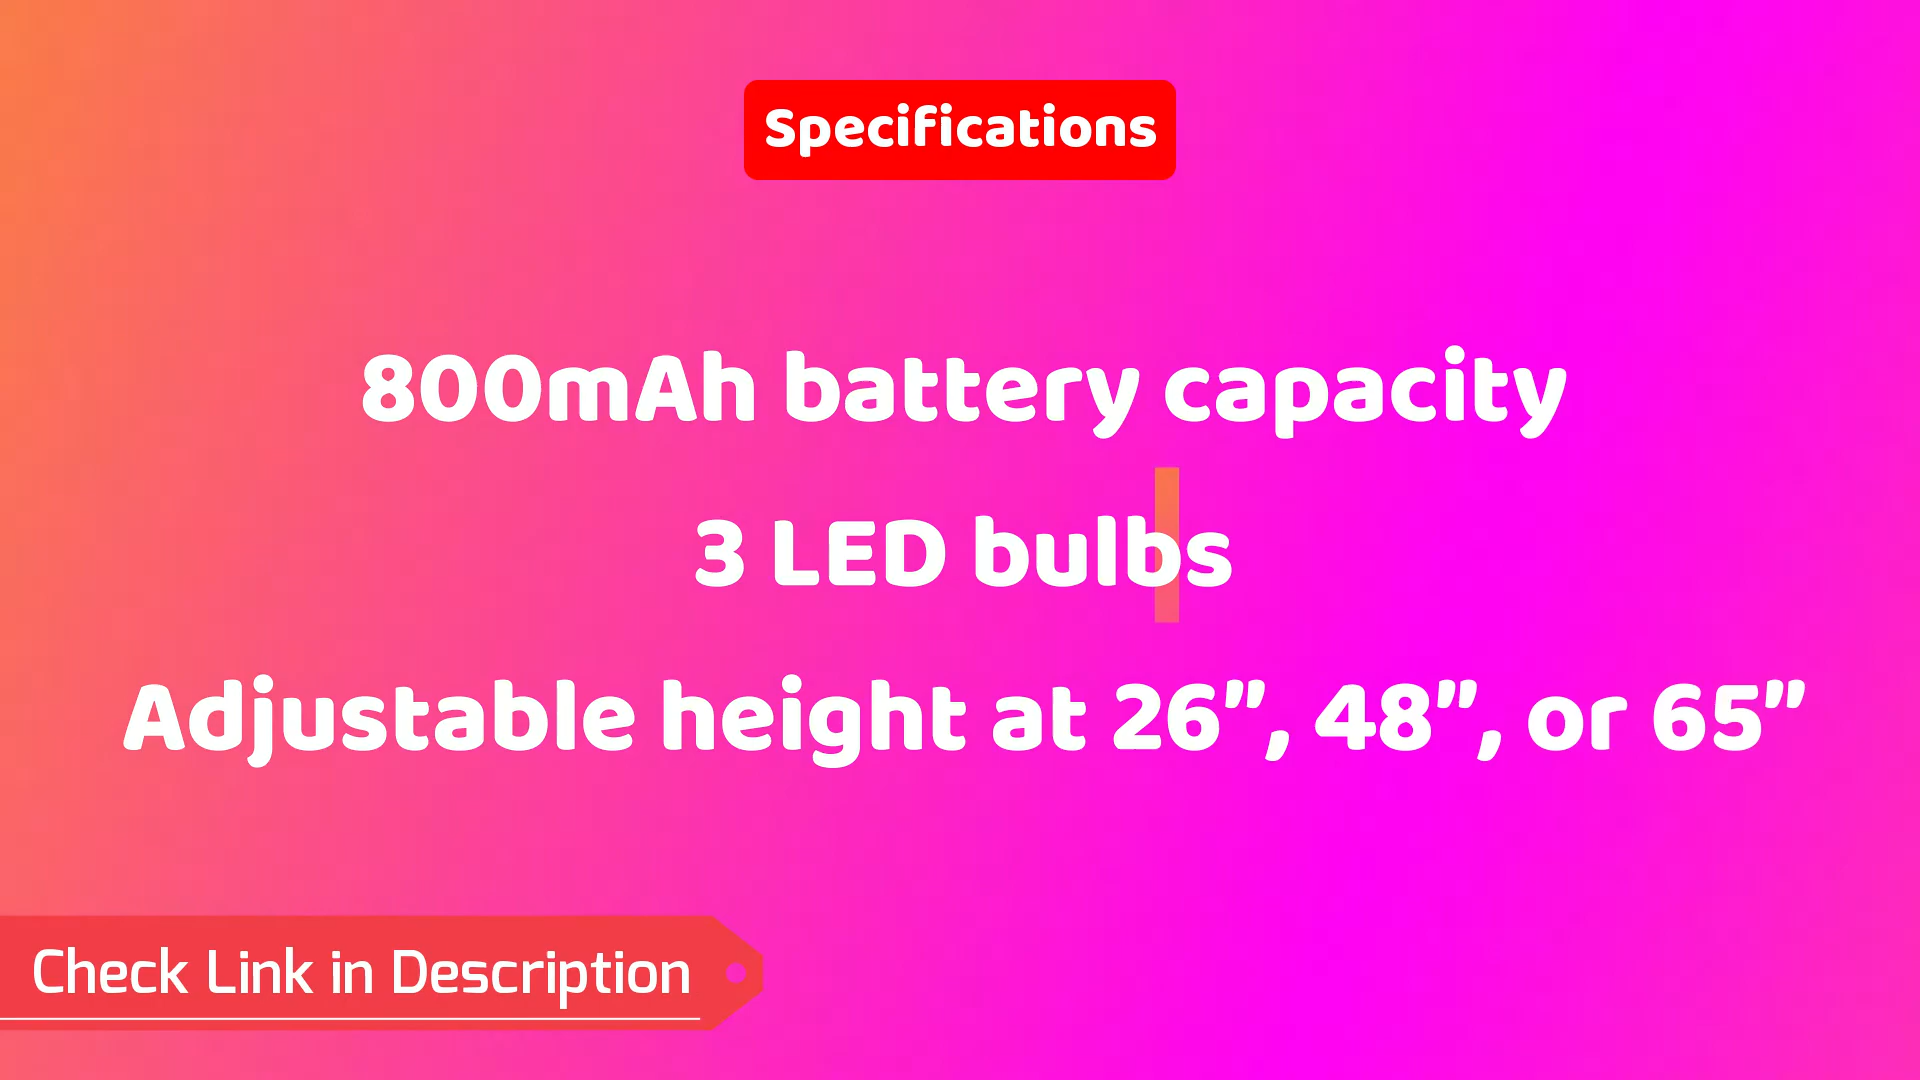 Specifications
800mAh battery capacity
3 LED bulbs
Adjustable height at 26”, 48”, or 65”
Check Link in Description